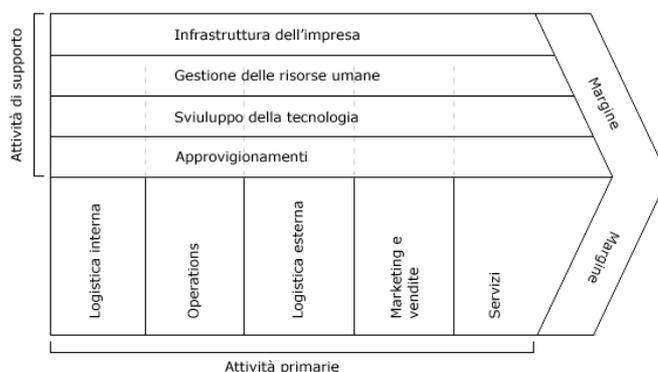 Attività di supporto
Infrastruttura dell'impresa
Gestione delle risorse umane
Sviuluppo della tecnologia
Approvigionamenti
Margine
Logistica interna
Operations
Logistica esterna
Marketing e
vendite
Servizi
Margine
Attività primarie